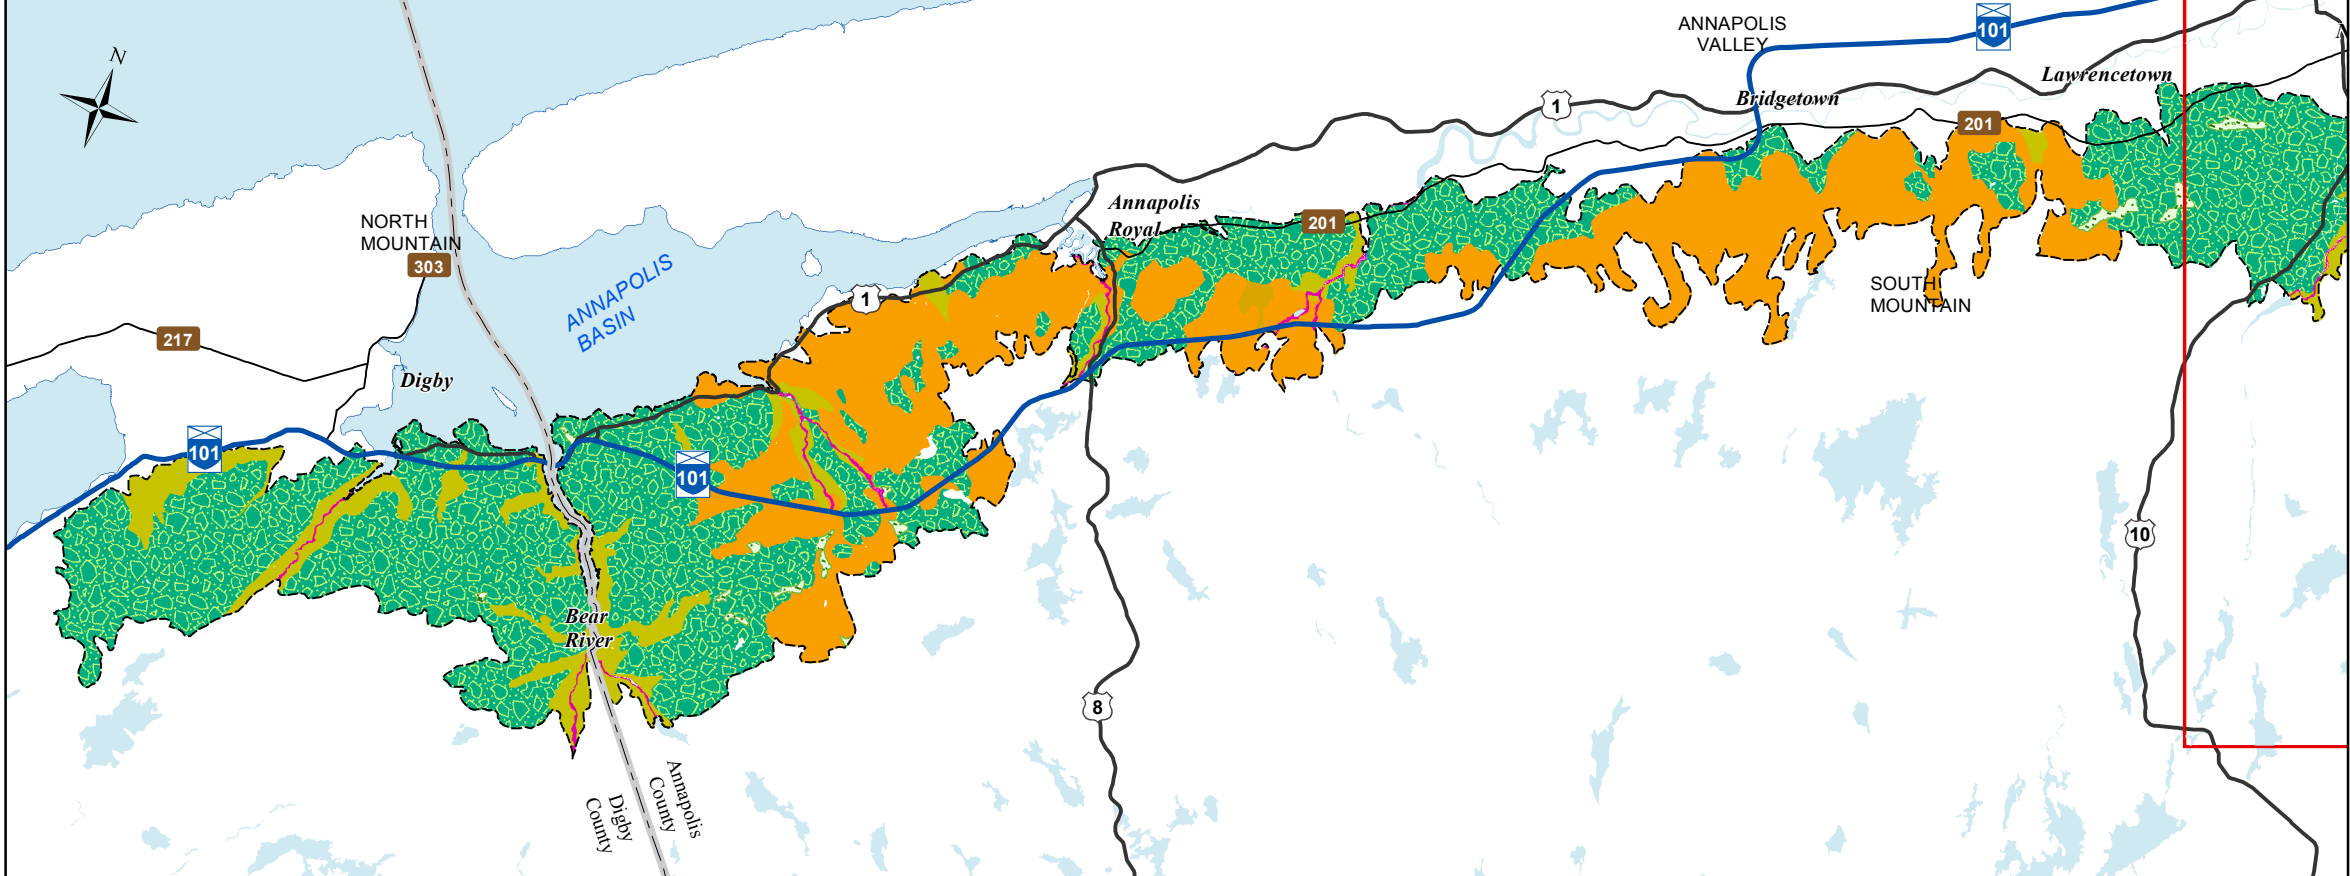 N
ANNAPOLIS
VALLEY
101
Lawrencetown
Bridgetown
1
201
NORTH
MOUNTAIN
303
Annapolis
Royal
201
ANNAPOLIS
BASIN
1
SOUTH
MOUNTAIN
217
Digby
101
101
10
Bear
River
8
Annapolis
County
Digby
County